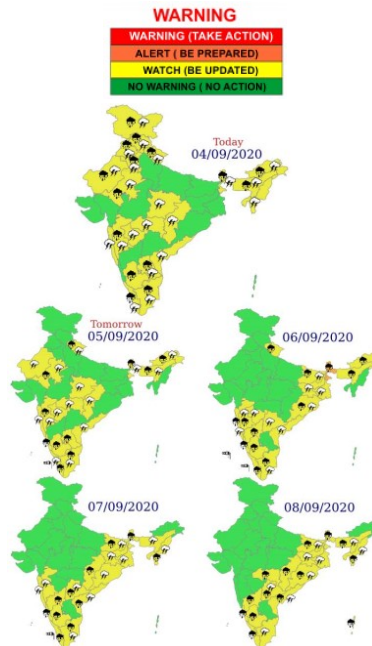 WARNING
WARNING (TAKE ACTION)
ALERT ( BE PREPARED)
WATCH (BE UPDATED)
NO WARNING ( NO ACTION)
Today
04/09/2020
Tomorrow
05/09/2020
06/09/2020
07/09/2020
08/09/2020